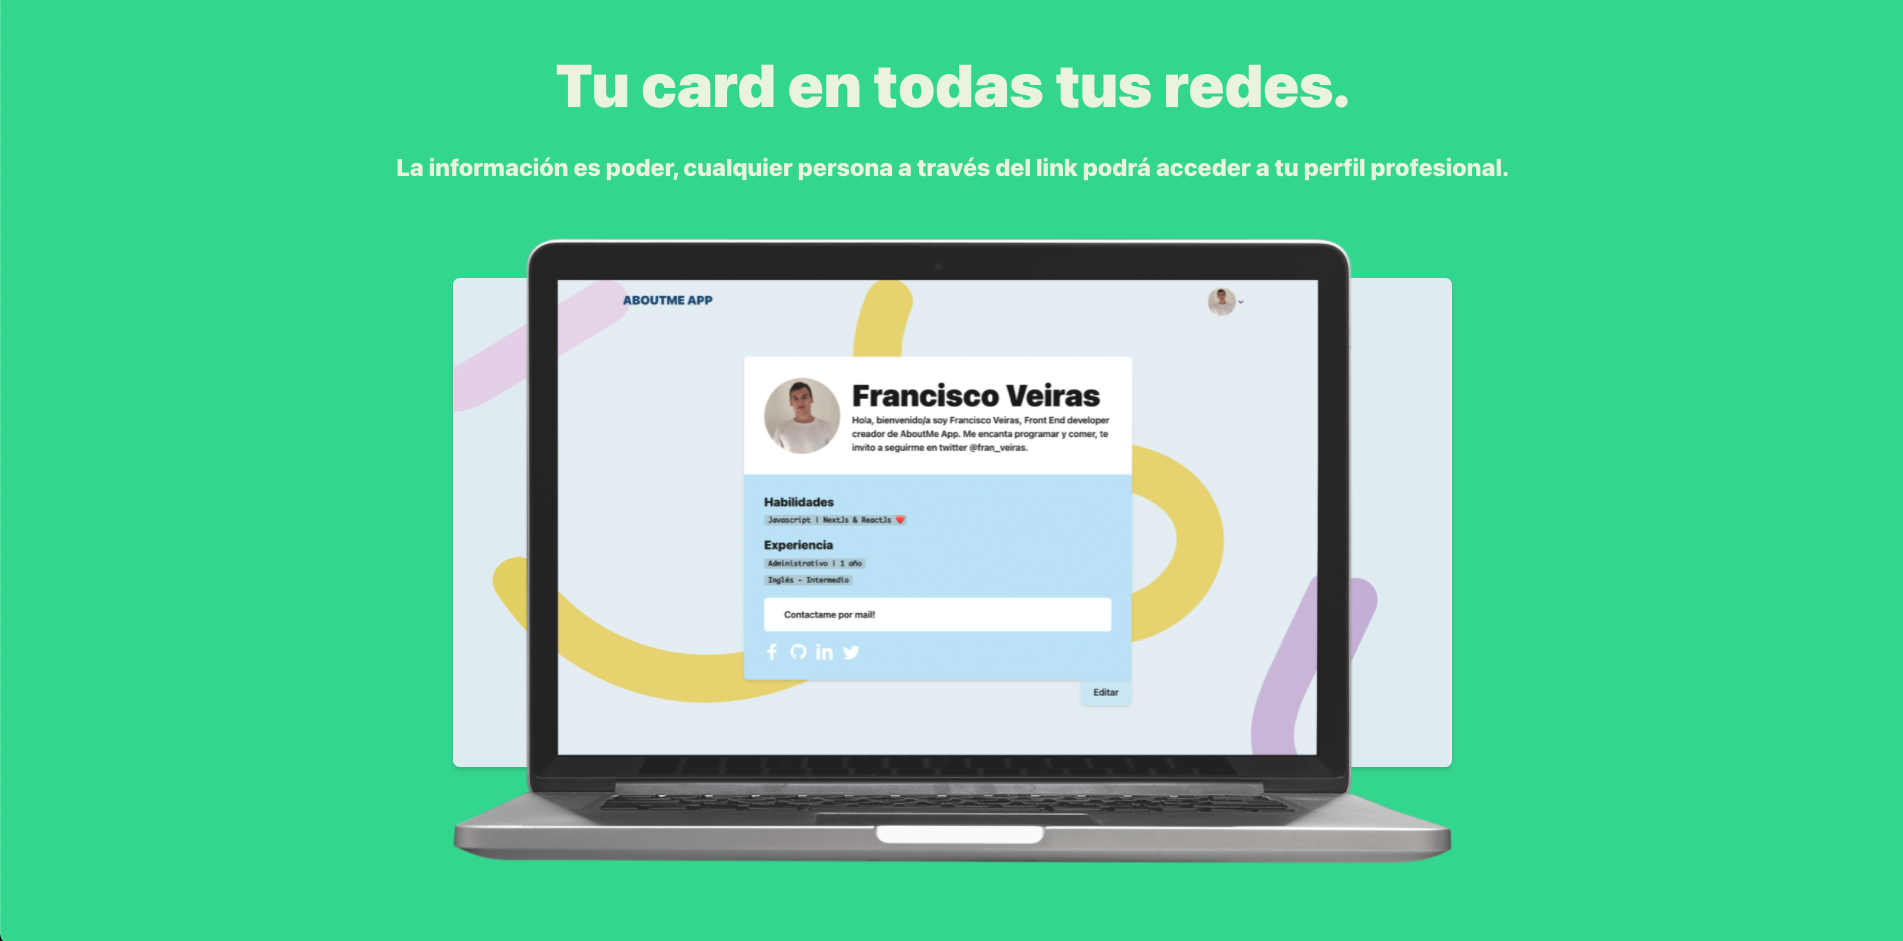 Tu card en todas tus redes.
La información es poder, cualquier persona a través del link podrá acceder a tu perfil profesional.
ABOUTME APP
Francisco Veiras
Hola, bienvenido/a soy Francisco Veiras, Front End developer
creador de AboutMe App. Me encanta programar y comer, te
invito a seguirme en twitter @fran_veiras.
Habilidades
Javascript | NextJs & ReactJs ❤️
Experiencia
Administrativo | 1 año
Inglés - Intermedio
Contactame por mail!
Editar